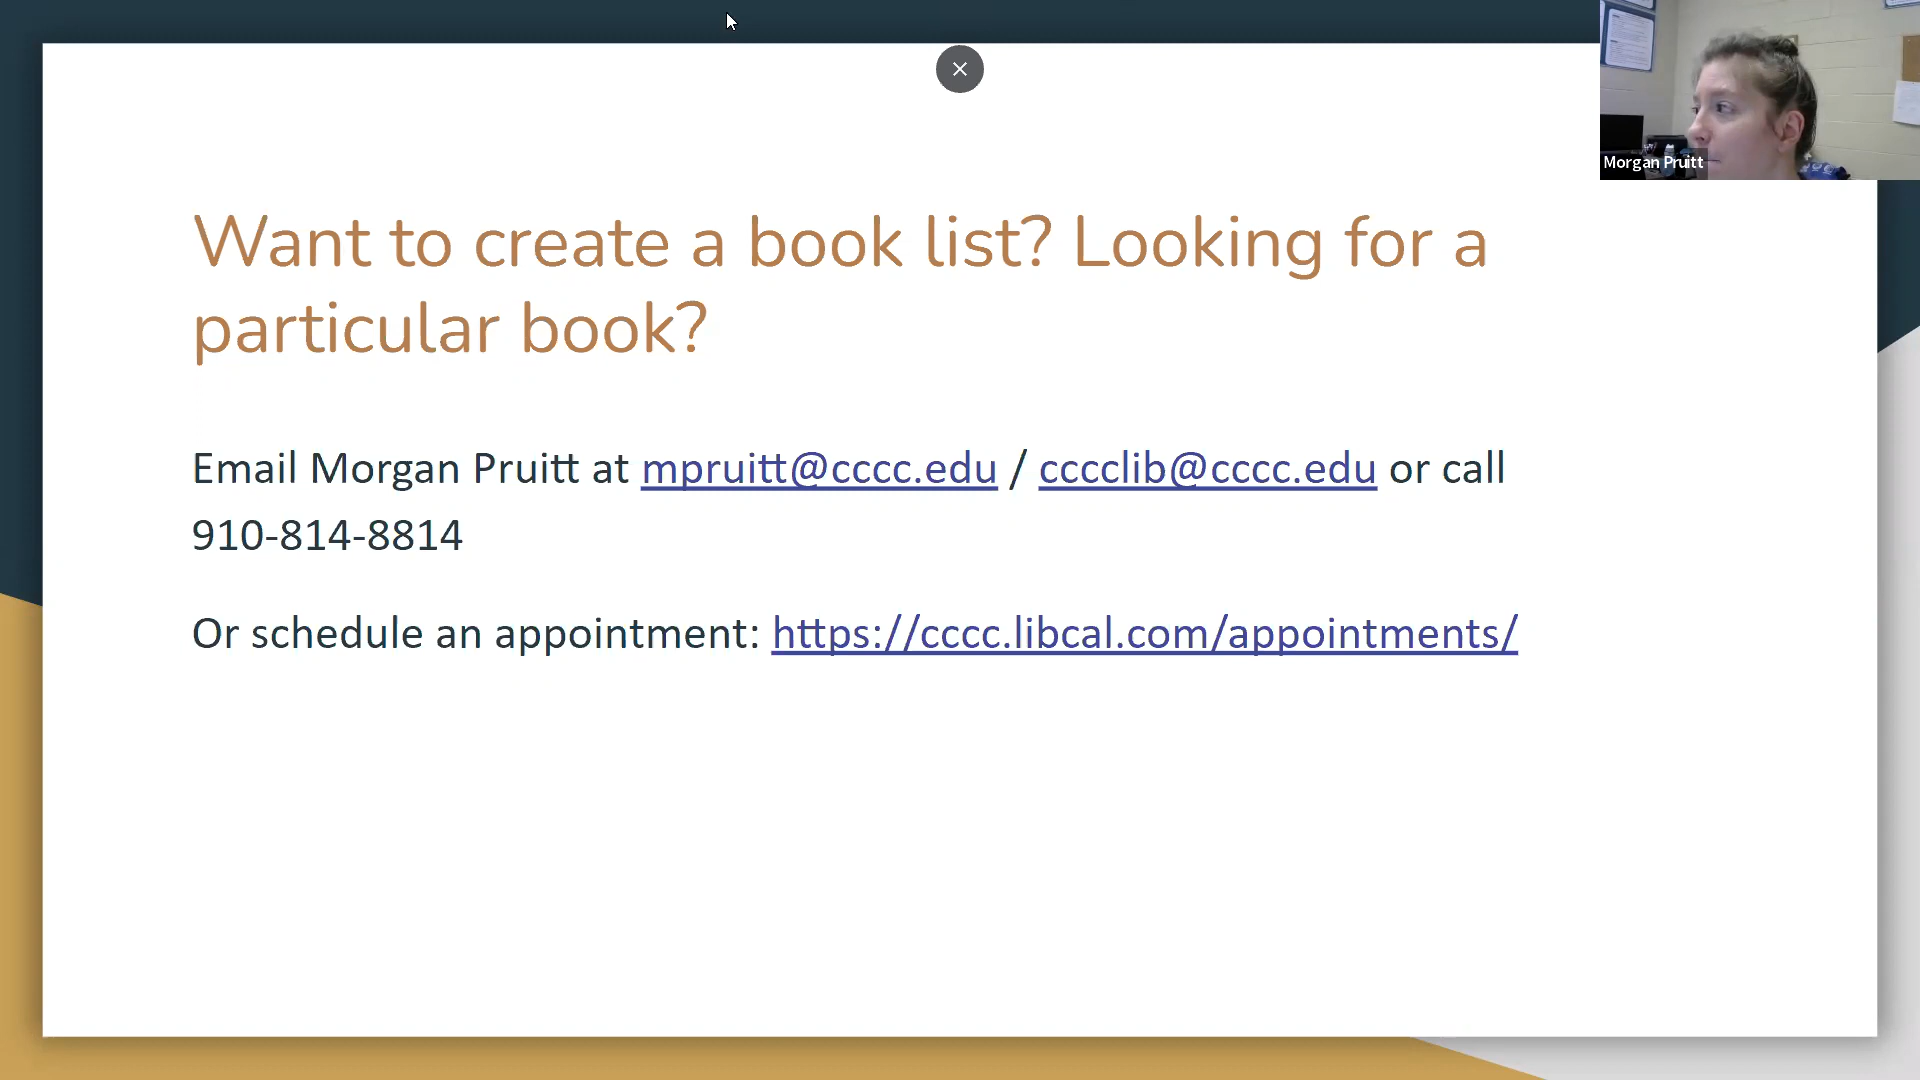 Morgan Pruitt
Want to create a book list? Looking for a
particular book?
Email Morgan Pruitt at mpruitt@cccc.edu / cccclib@cccc.edu or call
910-814-8814
Or schedule an appointment: https://cccc.libcal.com/appointments/